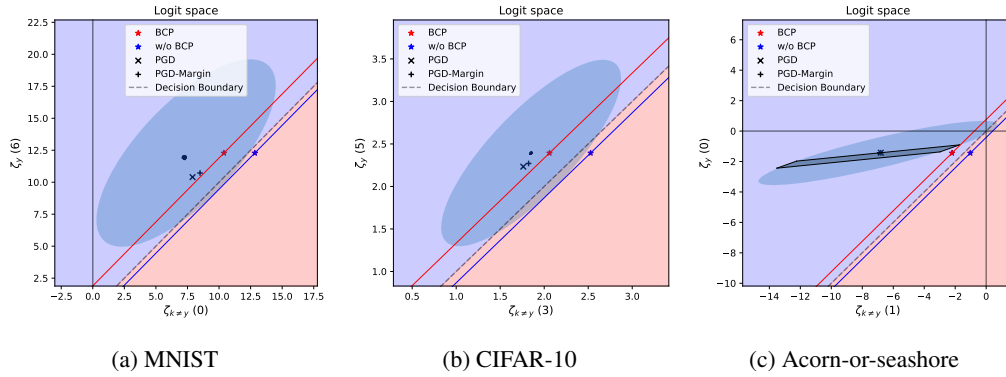 Logit space
22.5
20.0
17.5
15.0
12.5
10.0
7.5
5.0
2.5
ζy (6)
BCP
w/o BCP
PGD
PGD-Margin
Decision Boundary
−2.5 0.0 2.5 5.0 7.5 10.0 12.5 15.0 17.5
ζk≠y (0)
(a) MNIST
Logit space
3.5
3.0
2.5
2.0
1.5
1.0
ζy (5)
BCP
w/o BCP
PGD
PGD-Margin
Decision Boundary
0.5 1.0 1.5 2.0 2.5 3.0
ζk≠y (3)
(b) CIFAR-10
Logit space
6
4
2
0
−2
−4
−6
−8
−10
ζy (0)
BCP
w/o BCP
PGD
PGD-Margin
Decision Boundary
−14 −12 −10 −8 −6 −4 −2 0
ζk≠y (1)
(c) Acorn-or-seashore